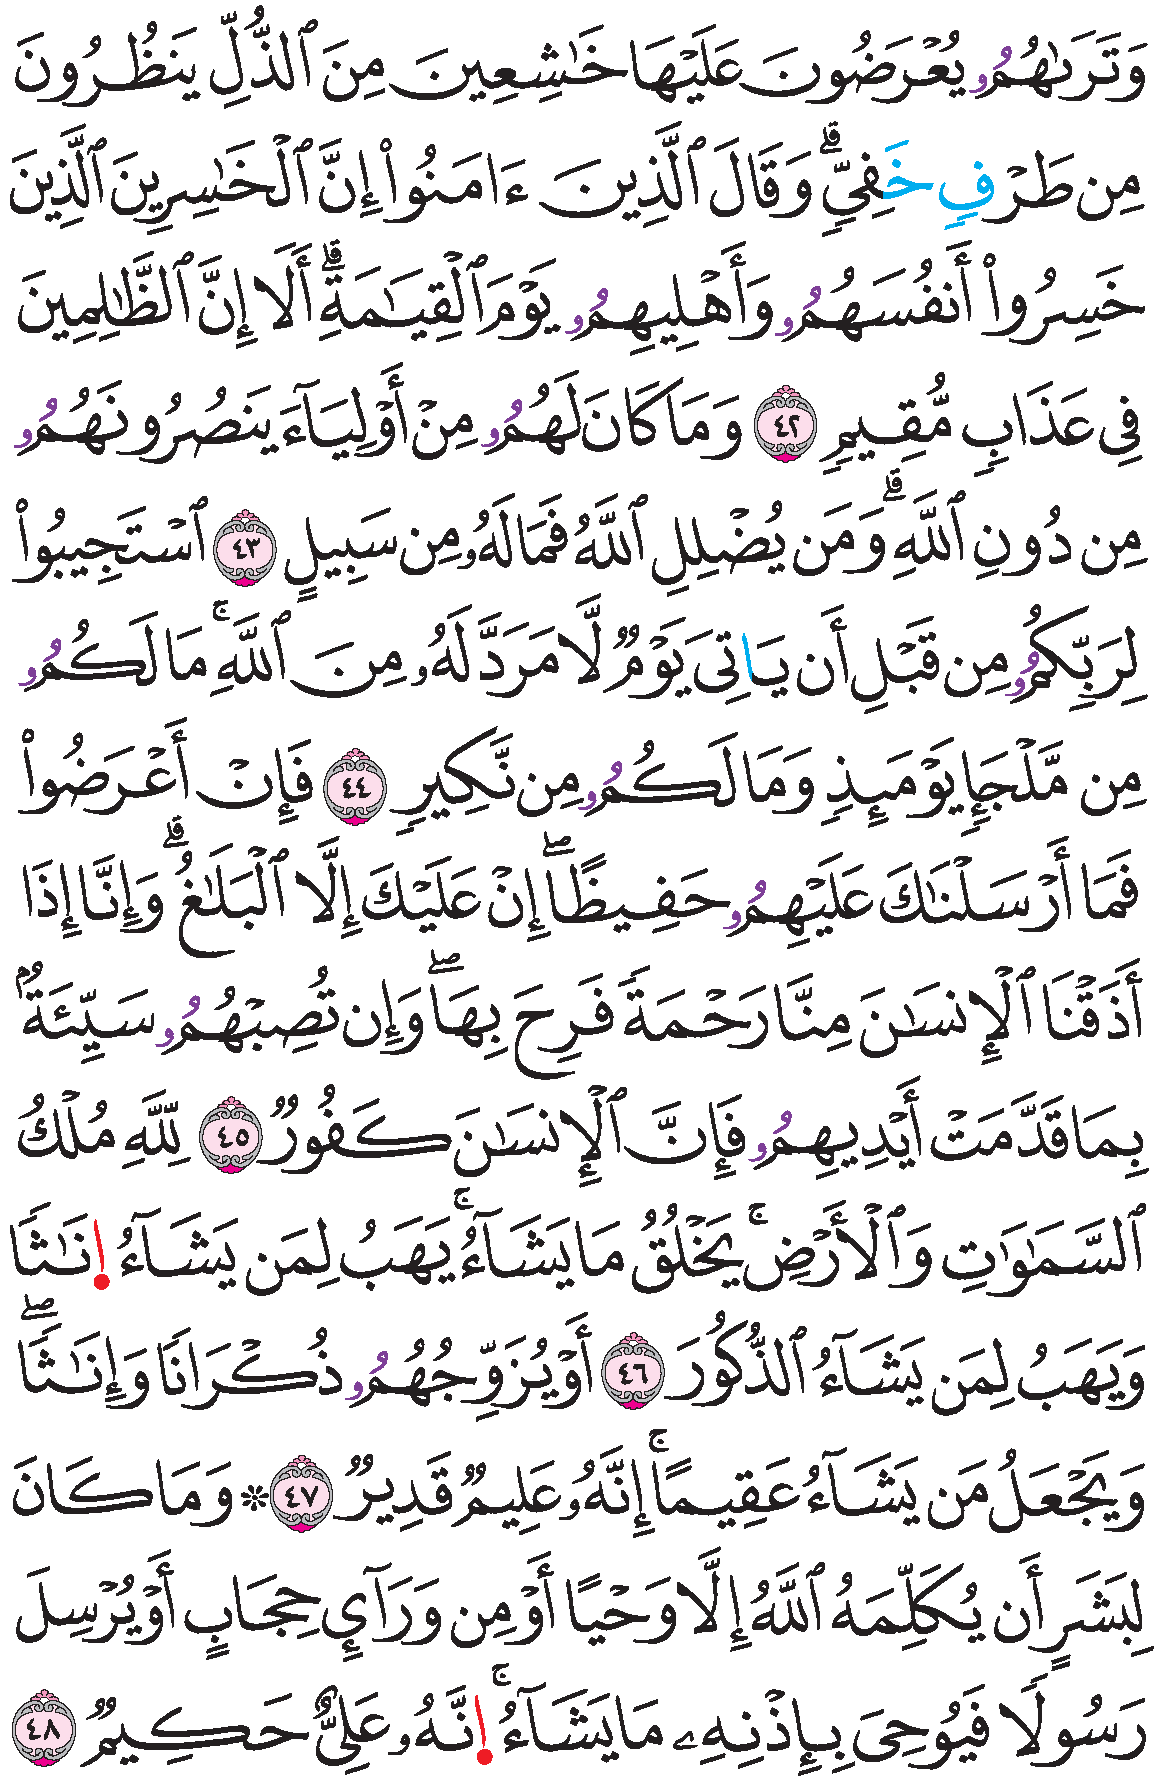 وَتَرَىٰهُمُۥ يُعۡرَضُونَ عَلَيۡهَا خَٰشِعِينَ مِنَ ٱلذُّلِّ يَنظُرُونَ
مِن طَرۡفٍ خَفِيّٖۗ وَقَالَ ٱلَّذِينَ ءَامَنُوٓاْ إِنَّ ٱلۡخَٰسِرِينَ ٱلَّذِينَ
خَسِرُوٓاْ أَنفُسَهُمُۥ وَأَهۡلِيهِمُۥ يَوۡمَ ٱلۡقِيَٰمَةِۗ أَلَآ إِنَّ ٱلظَّٰلِمِينَ
فِي عَذَابٖ مُّقِيمٖ ٤٢ وَمَا كَانَ لَهُمُۥ مِنۡ أَوۡلِيَآءَ يَنصُرُونَهُمُۥ
مِن دُونِ ٱللَّهِۗ وَمَن يُضۡلِلِ ٱللَّهُ فَمَا لَهُۥ مِن سَبِيلٍ ٤٣ ٱسۡتَجِيبُواْ
لِرَبِّكُمُۥ مِن قَبۡلِ أَن يَاتِيَ يَوۡمٞ لَّا مَرَدَّ لَهُۥ مِنَ ٱللَّهِۚ مَا لَكُمُۥ
مِن مَّلۡجَإٖ يَوۡمَئِذٖ وَمَا لَكُمُۥ مِن نَّكِيرٖ ٤٤ فَإِنۡ أَعۡرَضُواْ
فَمَآ أَرۡسَلۡنَٰكَ عَلَيۡهِمُۥ حَفِيظًاۖ إِنۡ عَلَيۡكَ إِلَّا ٱلۡبَلَٰغُۗ وَإِنَّآ إِذَآ
أَذَقۡنَا ٱلۡإِنسَٰنَ مِنَّا رَحۡمَةٗ فَرِحَ بِهَاۖ وَإِن تُصِبۡهُمُۥ سَيِّئَةُۢ
بِمَا قَدَّمَتۡ أَيۡدِيهِمُۥ فَإِنَّ ٱلۡإِنسَٰنَ كَفُورٞ ٤٥ لِلَّهِ مُلۡكُ
ٱلسَّمَٰوَٰتِ وَٱلۡأَرۡضِۚ يَخۡلُقُ مَا يَشَآءُۚ يَهَبُ لِمَن يَشَآءُ اِنَٰثٗا
وَيَهَبُ لِمَن يَشَآءُ ٱلذُّكُورَ ٤٦ أَوۡ يُزَوِّجُهُمُۥ ذُكۡرَانٗا وَإِنَٰثٗاۖ
وَيَجۡعَلُ مَن يَشَآءُ عَقِيمًاۚ إِنَّهُۥ عَلِيمٞ قَدِيرٞ ٤٧ ۞ وَمَا كَانَ
لِبَشَرٍ أَن يُكَلِّمَهُ ٱللَّهُ إِلَّا وَحۡيًا أَوۡ مِن وَرَآيِٕ حِجَابٍ أَوۡ يُرۡسِلَ
رَسُولٗا فَيُوحِيَ بِإِذۡنِهِۦ مَا يَشَآءُۚ اِنَّهُۥ عَلِيٌّ حَكِيمٞ ٤٨